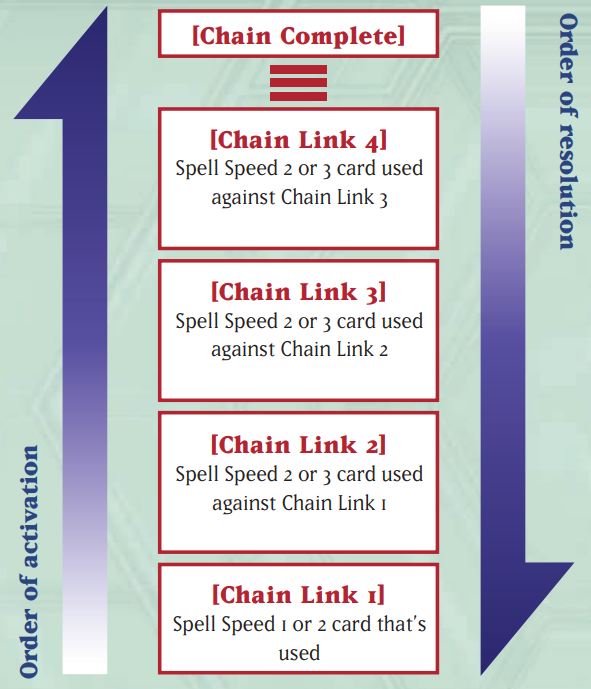 [Chain Complete]
[Chain Link 4]
Spell Speed 2 or 3 card used
against Chain Link 3
[Chain Link 3]
Spell Speed 2 or 3 card used
against Chain Link 2
[Chain Link 2]
Spell Speed 2 or 3 card used
against Chain Link 1
[Chain Link 1]
Spell Speed 1 or 2 card that's
used
Order of activation
Order of resolution